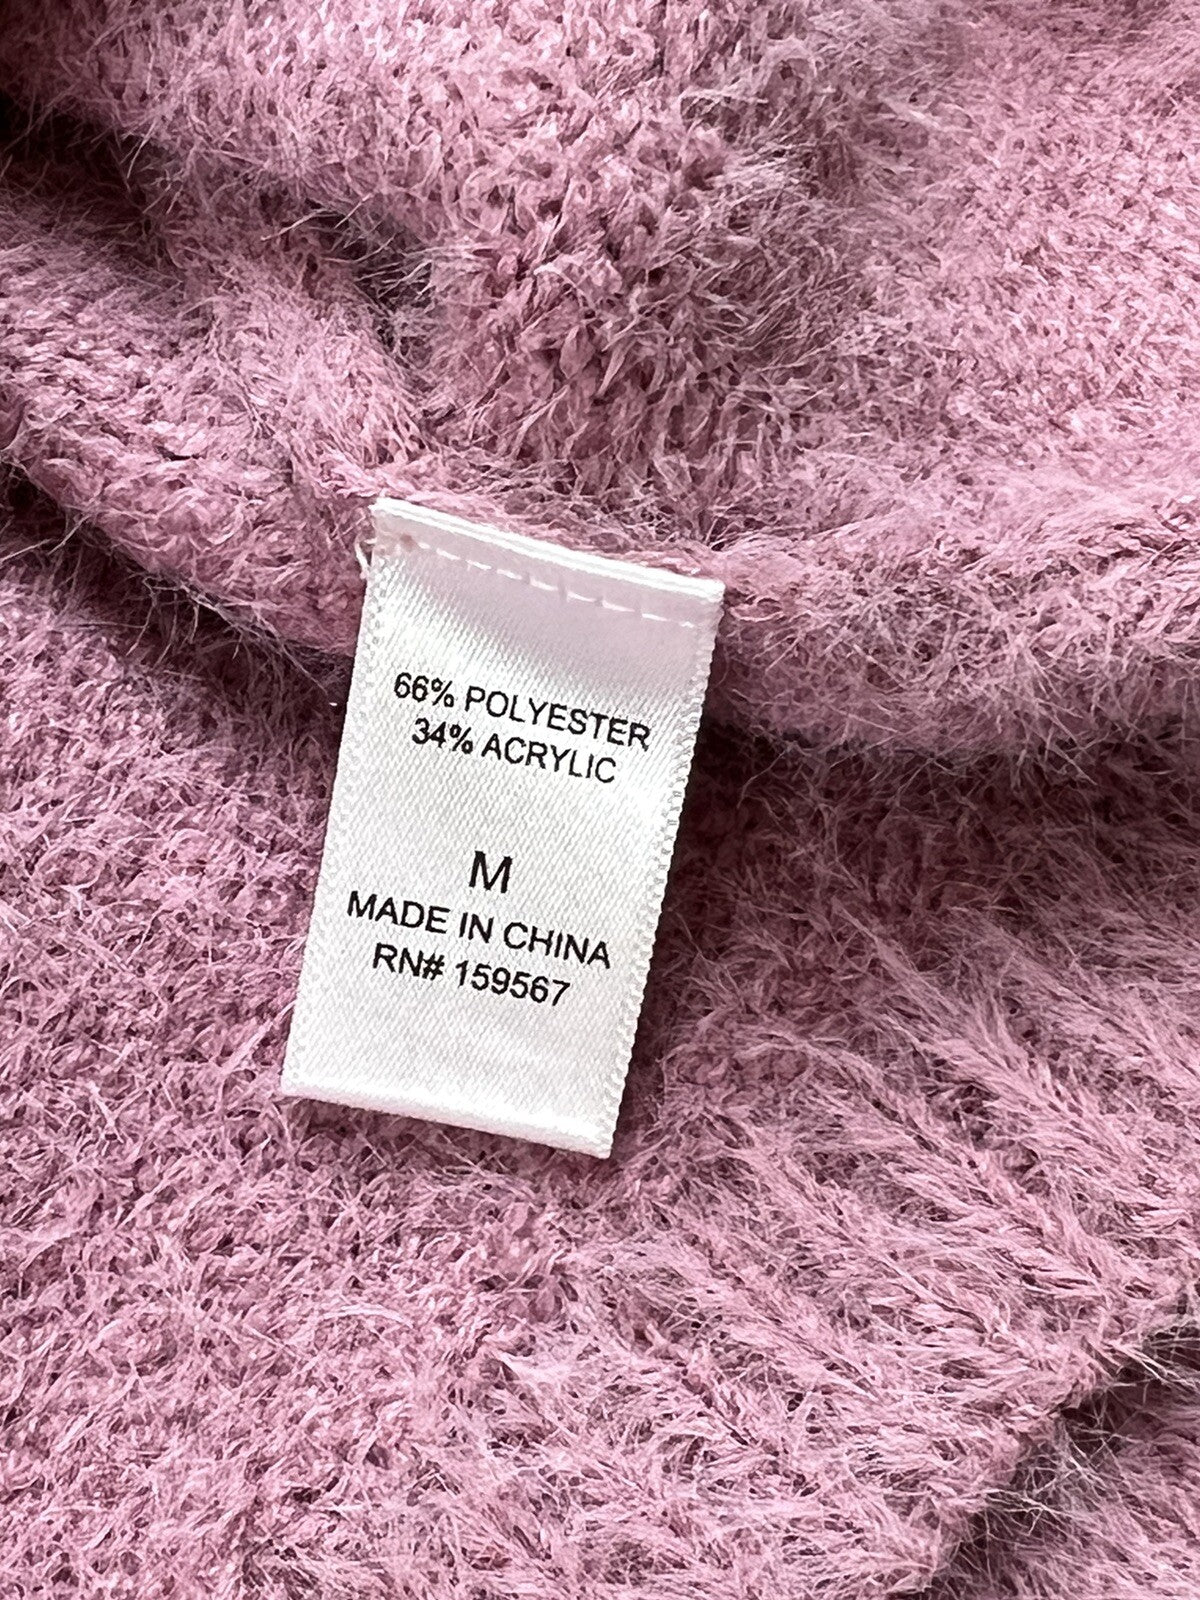 66% POLYESTER
34% ACRYLIC
M
MADE IN CHINA
RN# 159567